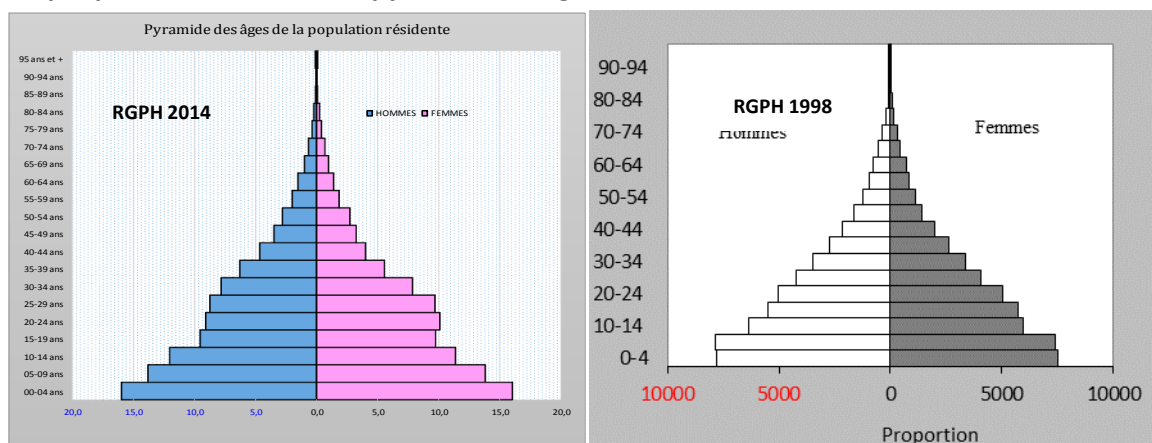 Pyramide des âges de la population résidente
RGPH 2014
HOMMES FEMMES
95 ans et +
90-94 ans
85-89 ans
80-84 ans
75-79 ans
70-74 ans
65-69 ans
60-64 ans
55-59 ans
50-54 ans
45-49 ans
40-44 ans
35-39 ans
30-34 ans
25-29 ans
20-24 ans
15-19 ans
10-14 ans
05-09 ans
00-04 ans
20,0 15,0 10,0 5,0 0,0 5,0 10,0 15,0 20,0
RGPH 1998
Hommes
Femmes
90-94
80-84
70-74
60-64
50-54
40-44
30-34
20-24
10-14
0-4
10000 5000 0 5000 10000
Proportion